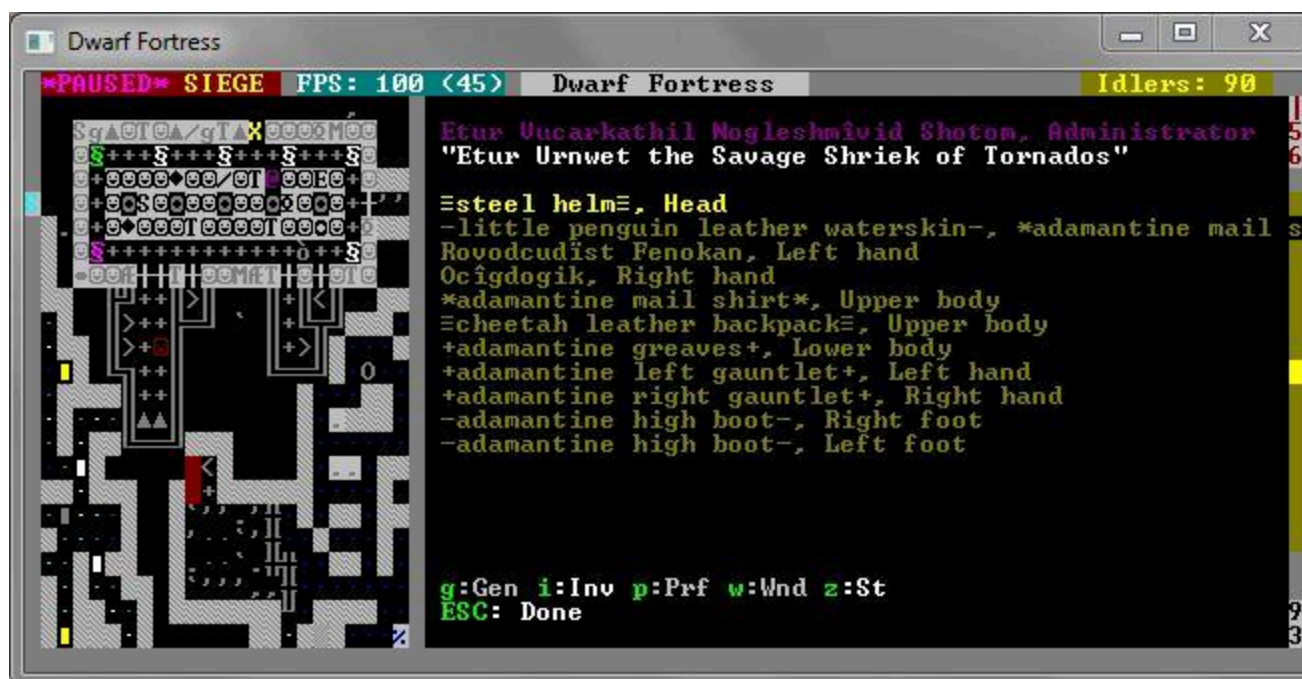 Dwarf Fortress
*PAUSED* SIEGE FPS: 100 (45) Dwarf Fortress Idlers: 90
Etur Vucarkathil Nogleshmîvid Shotom, Administrator
"Etur Urnwet the Savage Shriek of Tornados"
≡steel helm≡, Head
-little penguin leather waterskin-, *adamantine mail s
Rovodcudïst Fenokan, Left hand
Ocîgdogik, Right hand
*adamantine mail shirt*, Upper body
≡cheetah leather backpack≡, Upper body
+adamantine greaves+, Lower body
+adamantine left gauntlet+, Left hand
+adamantine right gauntlet+, Right hand
-adamantine high boot-, Right foot
-adamantine high boot-, Left foot
g:Gen i:Inv p:Prf w:Wnd z:St
ESC: Done